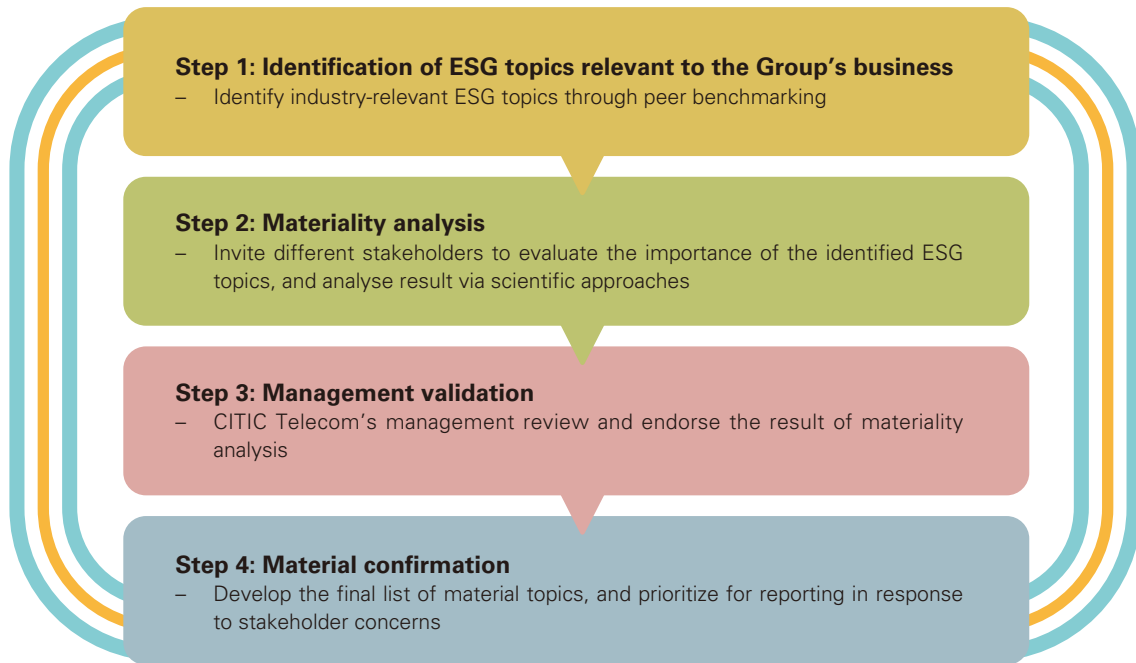 Step 1: Identification of ESG topics relevant to the Group’s business
– Identify industry-relevant ESG topics through peer benchmarking
Step 2: Materiality analysis
– Invite different stakeholders to evaluate the importance of the identified ESG
topics, and analyse result via scientific approaches
Step 3: Management validation
– CITIC Telecom’s management review and endorse the result of materiality
analysis
Step 4: Material confirmation
– Develop the final list of material topics, and prioritize for reporting in response
to stakeholder concerns